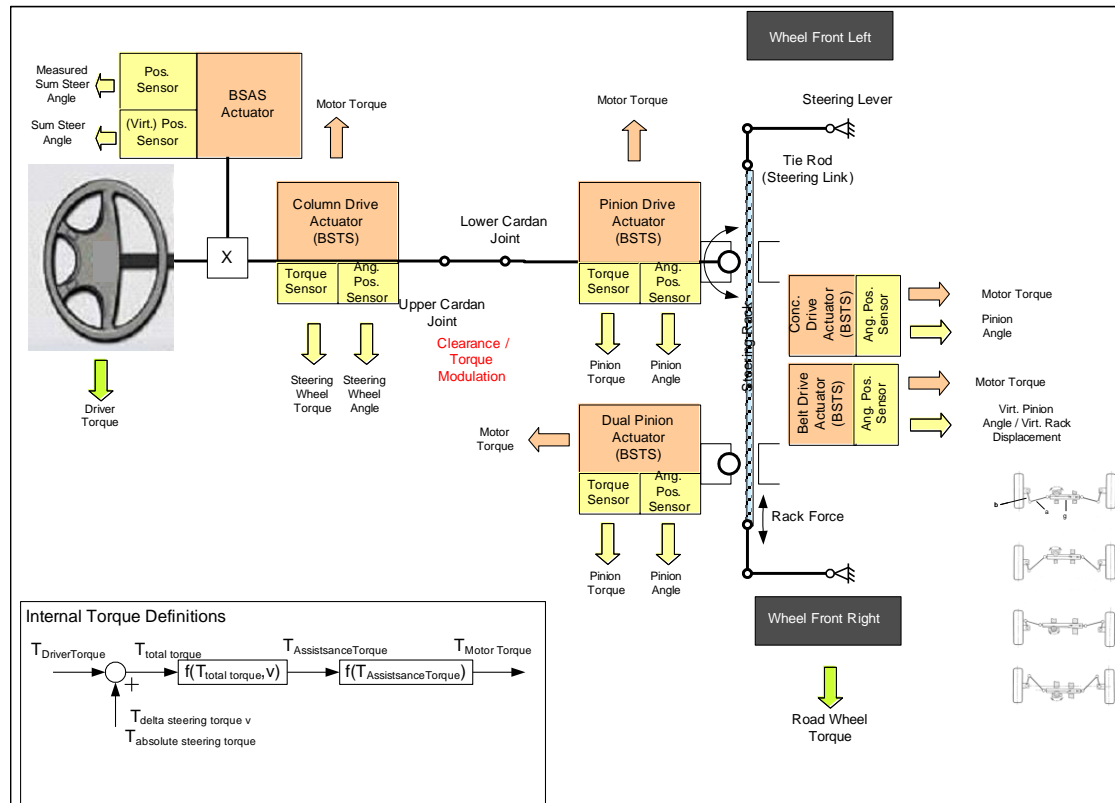 Wheel Front Left
Measured
Sum Steer
Angle
Pos.
Sensor
BSAS
Actuator
Sum Steer
Angle
(Virt.) Pos.
Sensor
Motor Torque
Motor Torque
Steering Lever
Tie Rod
(Steering Link)
Column Drive
Actuator
(BSTS)
Lower Cardan
Joint
Pinion Drive
Actuator
(BSTS)
X
Torque
Sensor
Ang.
Pos.
Sensor
Upper Cardan
Joint
Clearance /
Torque
Modulation
Torque
Sensor
Ang.
Pos.
Sensor
Steering Rack
Conc.
Drive
Actuator
(BSTS)
Ang. Pos.
Sensor
Motor Torque
Pinion
Angle
Driver
Torque
Steering
Wheel
Torque
Steering
Wheel
Angle
Pinion
Torque
Pinion
Angle
Belt Drive
Actuator
(BSTS)
Ang. Pos.
Sensor
Motor Torque
Virt. Pinion
Angle / Virt. Rack
Displacement
Motor
Torque
Dual Pinion
Actuator
(BSTS)
Torque
Sensor
Ang.
Pos.
Sensor
Rack Force
b
a
g
Pinion
Torque
Pinion
Angle
Wheel Front Right
Road Wheel
Torque
Internal Torque Definitions
TDriverTorque
Ttotal torque
f(Ttotal torque,v)
TAssistsanceTorque
f(TAssistsanceTorque)
TMotor Torque
+
Tdelta steering torque v
Tabsolute steering torque